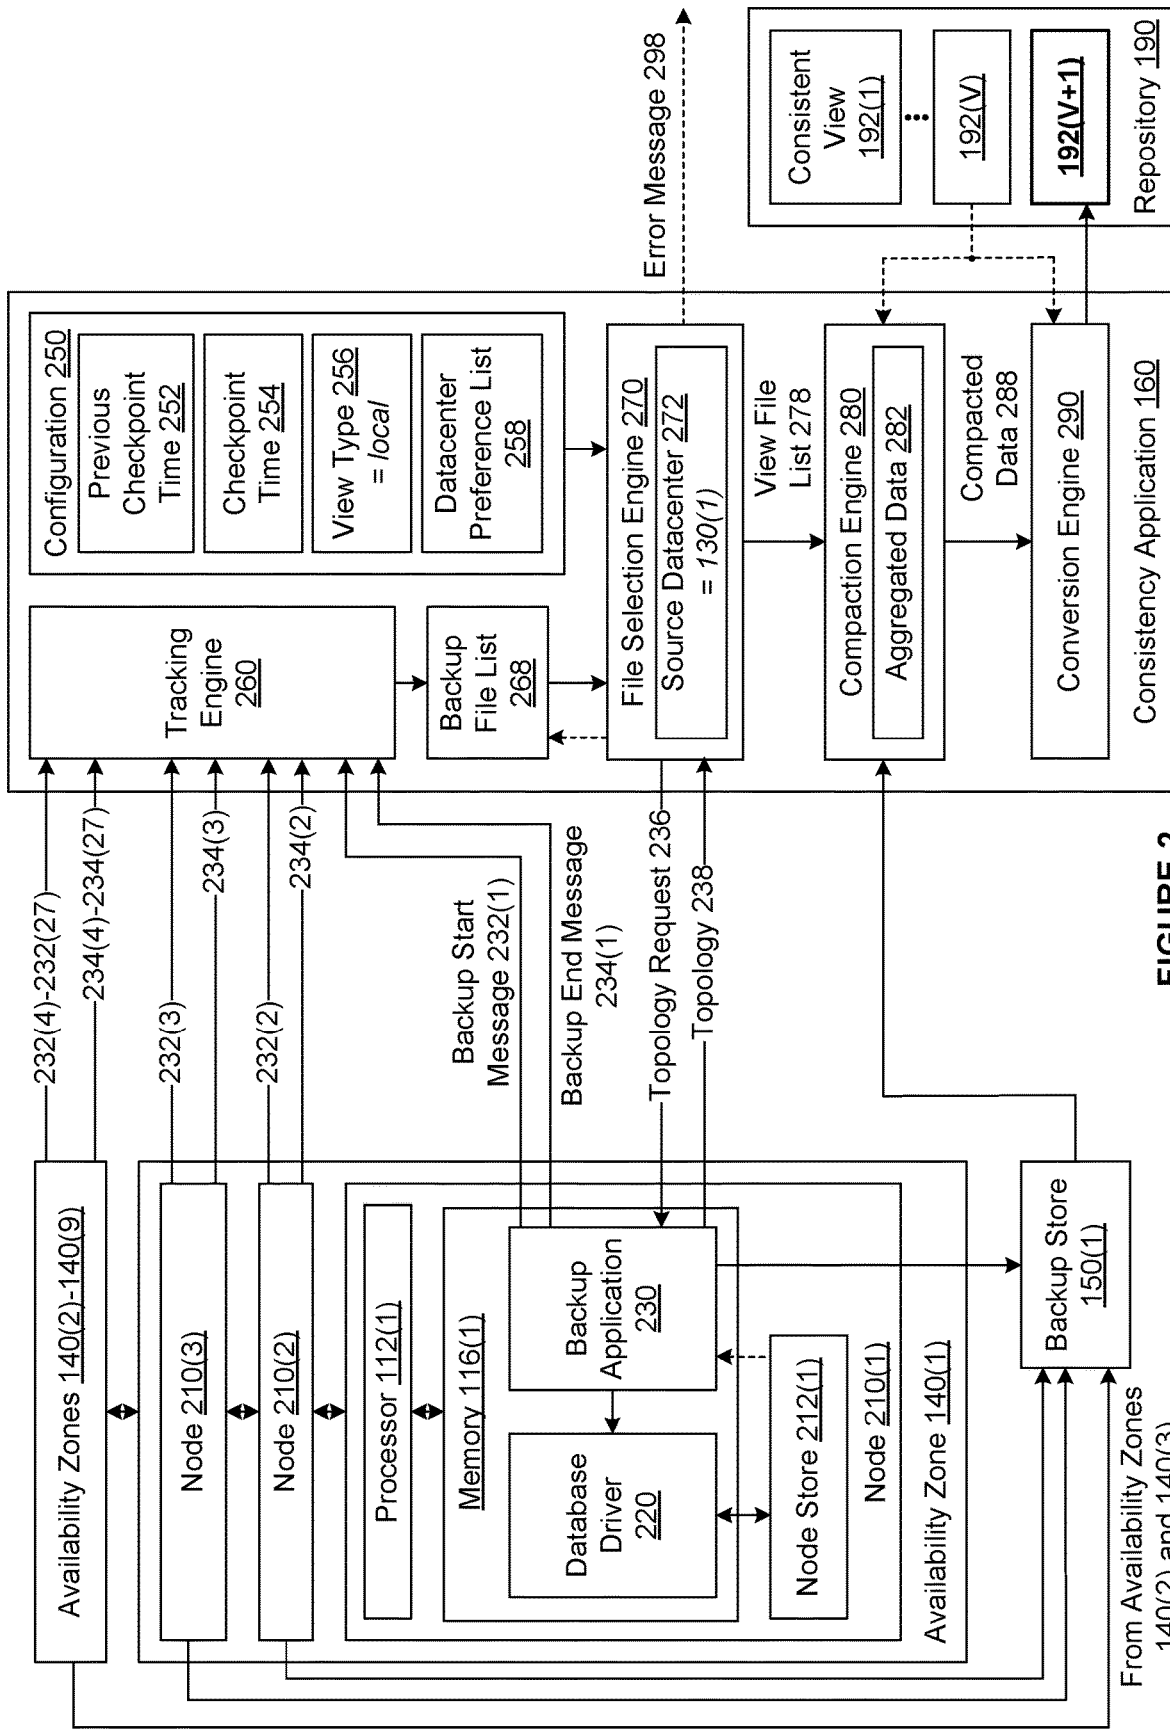 Availability Zones 140(2)-140(9)
Node 210(3)
Node 210(2)
Processor 112(1)
Memory 116(1)
Database
Driver
220
Backup
Application
230
Node Store 212(1)
Node 210(1)
Availability Zone 140(1)
Backup Store
150(1)
From Availability Zones
140(2) and 140(3)
232(4)-232(27)
234(4)-234(27)
232(3)
234(3)
232(2)
234(2)
Backup Start
Message 232(1)
Backup End Message
234(1)
Topology Request 236
Topology 238
FIGURE 2
Tracking
Engine
260
Backup
File List
268
Configuration 250
Previous
Checkpoint
Time 252
Checkpoint
Time 254
View Type 256
= local
Datacenter
Preference List
258
File Selection Engine 270
Source Datacenter 272
= 130(1)
View File
List 278
Compaction Engine 280
Aggregated Data 282
Compacted
Data 288
Conversion Engine 290
Consistency Application 160
Error Message 298
Consistent
View
192(1)
192(V)
192(V+1)
Repository 190